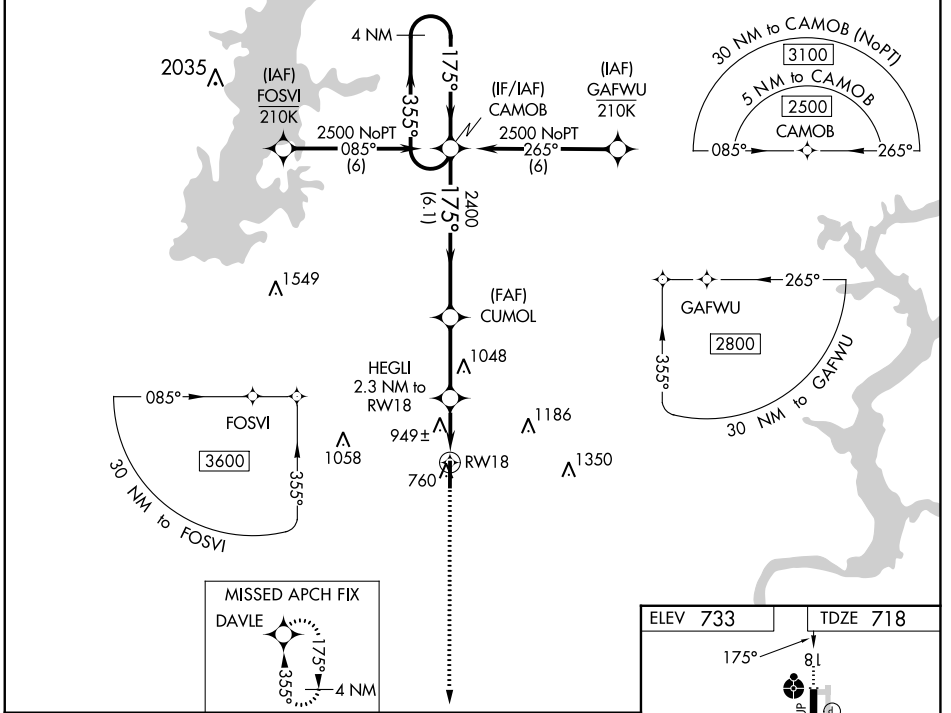 4 NM
175°
355°
2035
(IAF)
FOSVI
210K
2500 NoPT
085°
(6)
(IF/IAF)
CAMOB
(IAF)
GAFWU
210K
2500 NoPT
265°
(6)
30 NM to CAMOB (NoPT)
3100
5 NM to CAMOB
2500
CAMOB
085°
265°
2400
175°
(6.1)
1549
(FAF)
CUMOL
1048
HEGLI
2.3 NM to
RW18
949±
1186
1058
RW18
760
1350
085°
FOSVI
3600
355°
30 NM to FOSVI
265°
GAFWU
2800
355°
30 NM to GAFWU
MISSED APCH FIX
DAVLE
175°
355°
4 NM
ELEV 733
TDZE 718
175°
18
UP